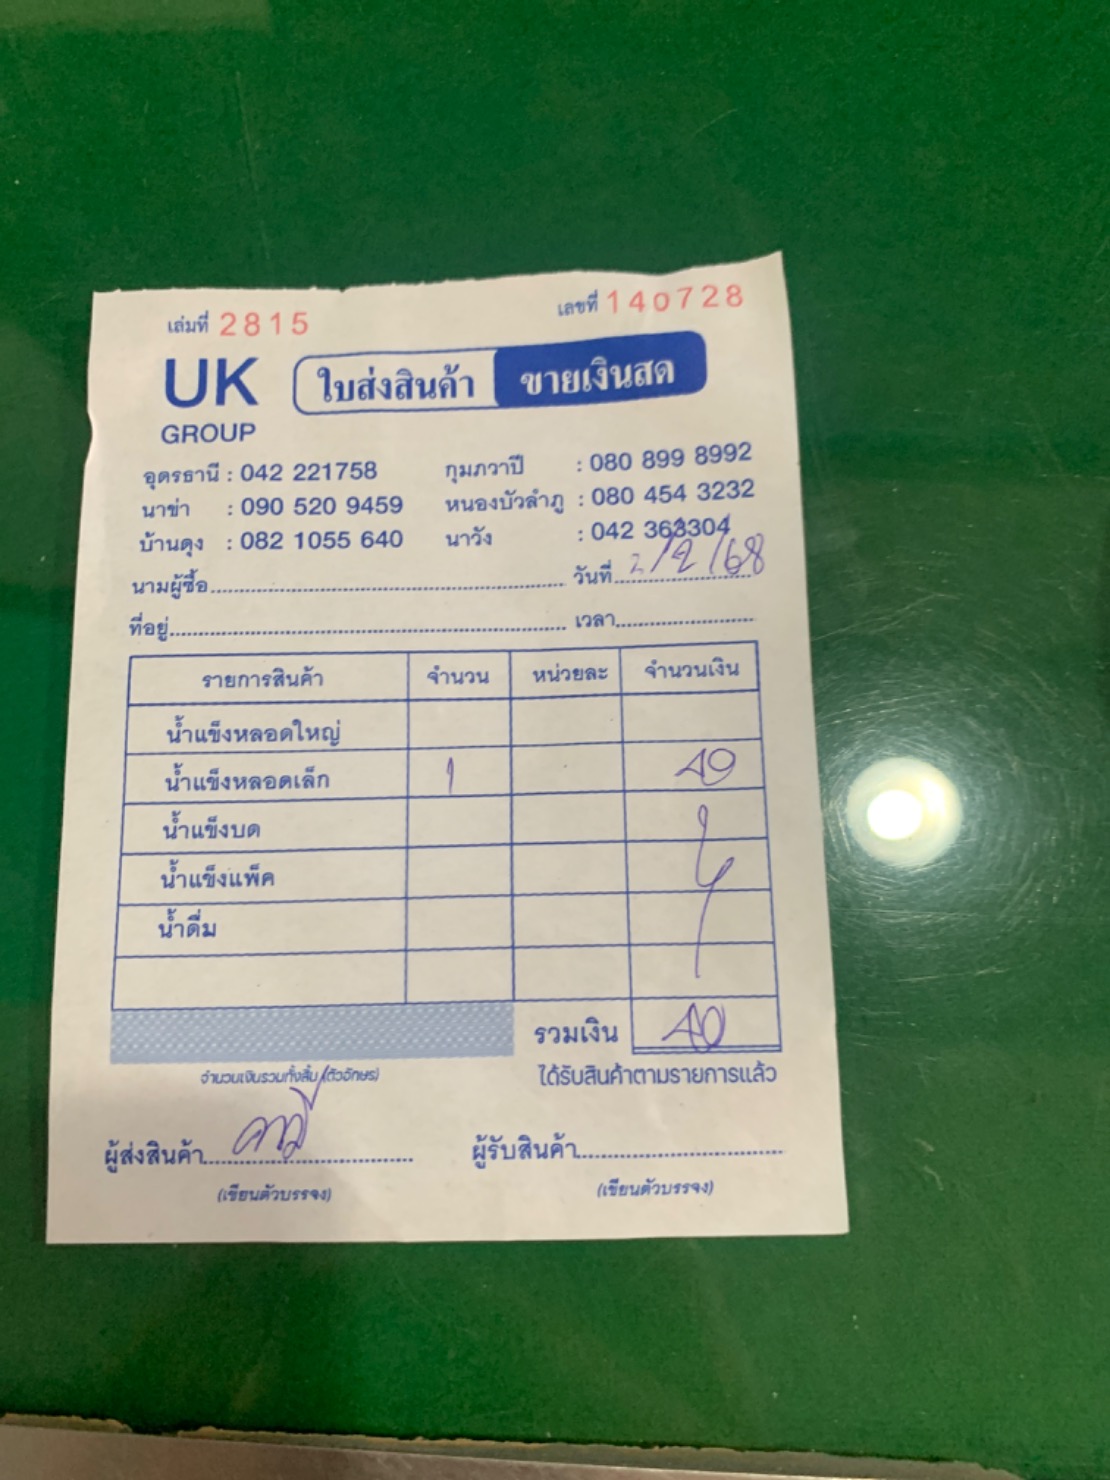 เล่มที่ 2815 เลขที่ 140728
UK GROUP ใบส่งสินค้า ขายเงินสด
อุดรธานี : 042 221758 กุมภวาปี : 080 899 8992
นาข่า : 090 520 9459 หนองบัวลำภู : 080 454 3232
บ้านดุง : 082 1055 640 นาวัง : 042 363304
นามผู้ซื้อ วันที่ 2/2/68
ที่อยู่ เวลา
รายการสินค้า จำนวน หน่วยละ จำนวนเงิน
น้ำแข็งหลอดใหญ่
น้ำแข็งหลอดเล็ก 1 40
น้ำแข็งบด
น้ำแข็งแพ็ค
น้ำดื่ม
รวมเงิน 40
จำนวนเงินรวมทั้งสิ้น (ตัวอักษร) ได้รับสินค้าตามรายการแล้ว
ผู้ส่งสินค้า ผู้รับสินค้า
(เขียนตัวบรรจง) (เขียนตัวบรรจง)